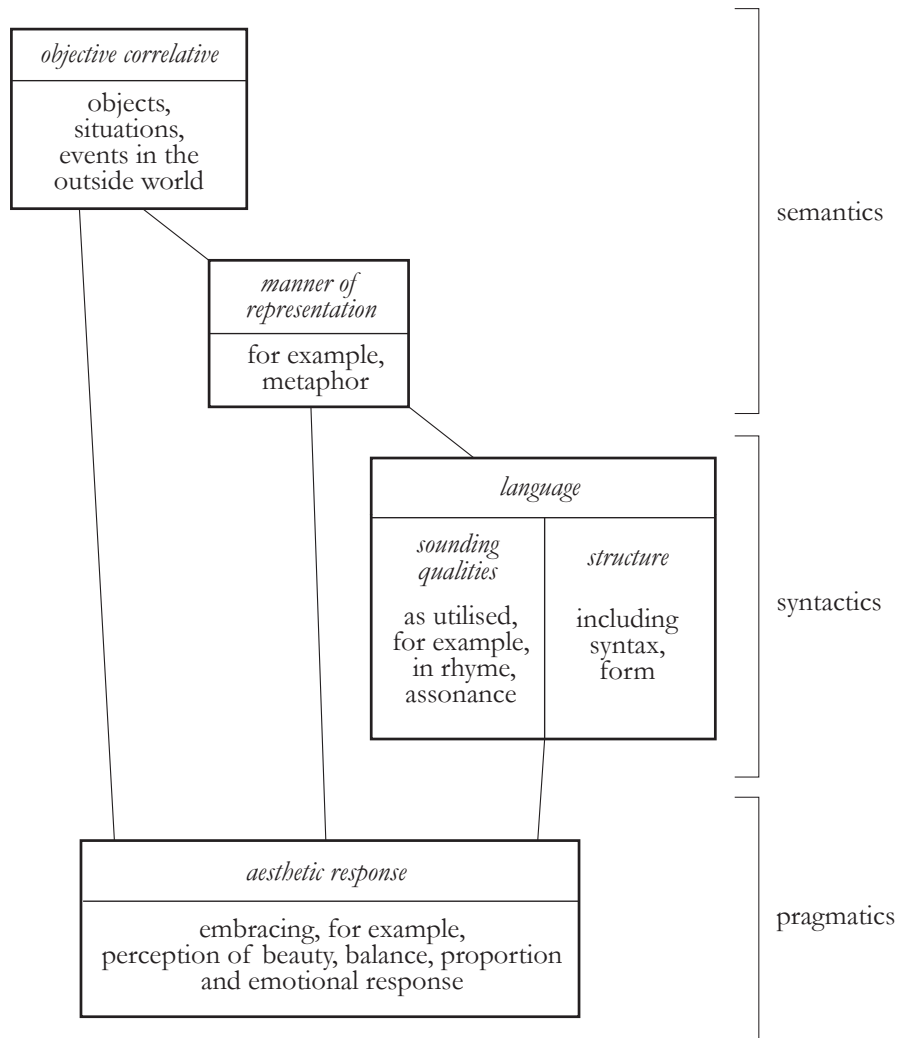 objective correlative
objects,
situations,
events in the
outside world
semantics
manner of
representation
for example,
metaphor
language
sounding
qualities
as utilised,
for example,
in rhyme,
assonance
structure
including
syntax,
form
syntactics
aesthetic response
embracing, for example,
perception of beauty, balance, proportion
and emotional response
pragmatics